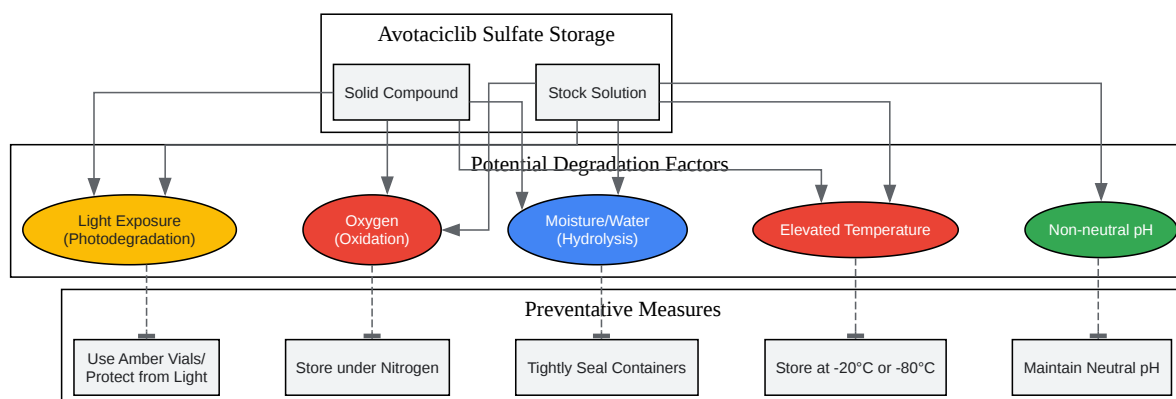 Avotaciclib Sulfate Storage
Solid Compound
Stock Solution
Potential Degradation Factors
Light Exposure
(Photodegradation)
Oxygen
(Oxidation)
Moisture/Water
(Hydrolysis)
Elevated Temperature
Non-neutral pH
Preventative Measures
Use Amber Vials/
Protect from Light
Store under Nitrogen
Tightly Seal Containers
Store at -20°C or -80°C
Maintain Neutral pH